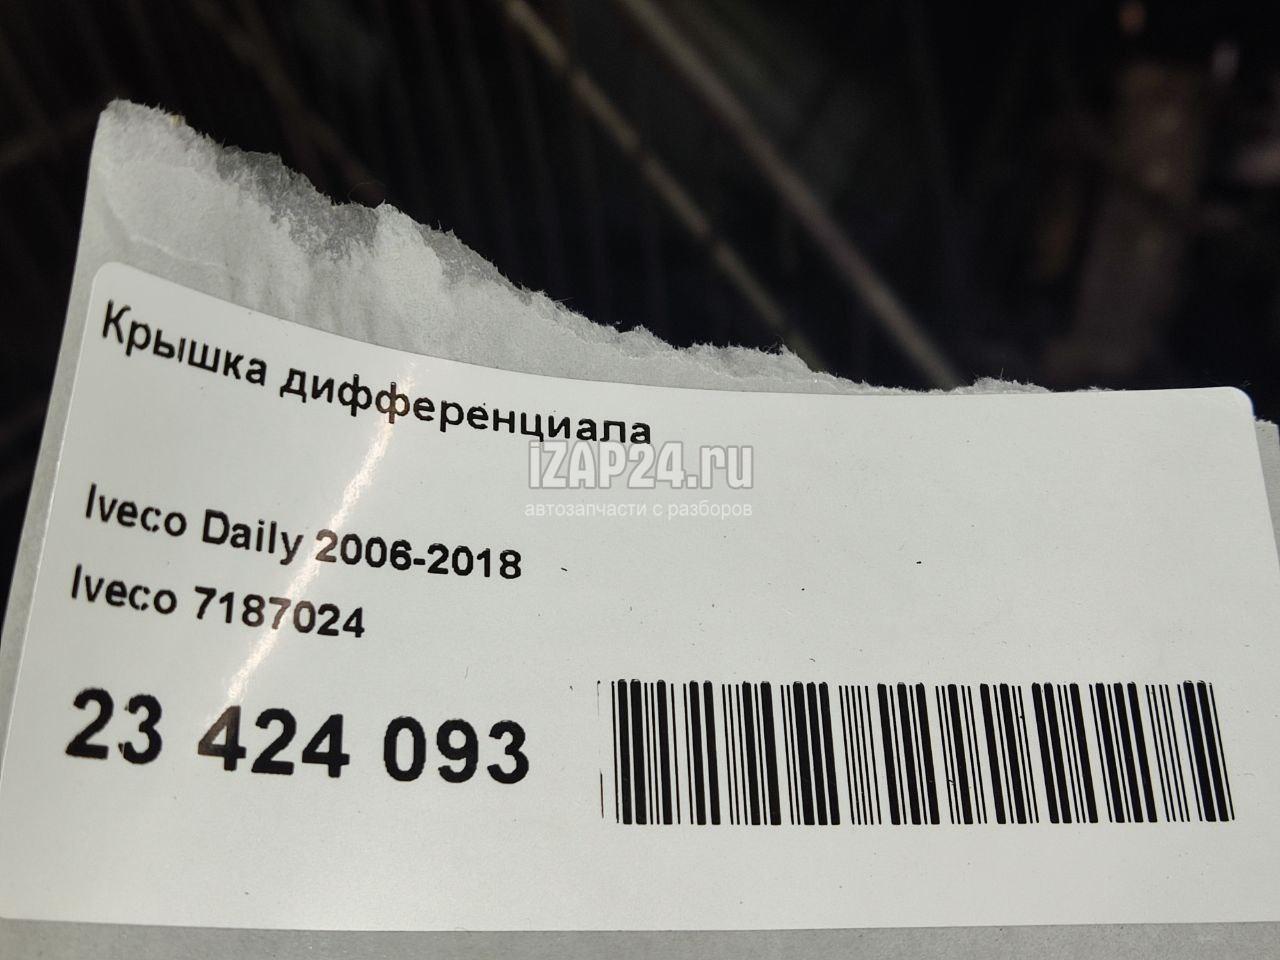 Крышка дифференциала
iZAP24.ru
автозапчасти с разборов
Iveco Daily 2006-2018
Iveco 7187024
23 424 093